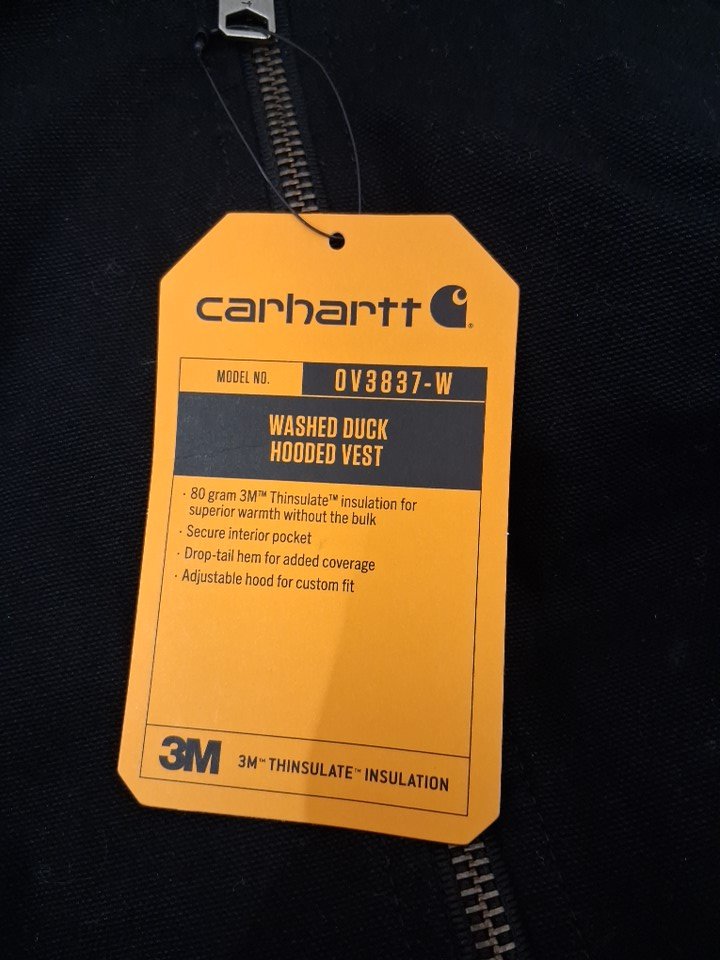 carhartt
MODEL NO. OV3837-W
WASHED DUCK
HOODED VEST
· 80 gram 3M™ Thinsulate™ insulation for
superior warmth without the bulk
· Secure interior pocket
· Drop-tail hem for added coverage
· Adjustable hood for custom fit
3M 3M™ THINSULATE™ INSULATION